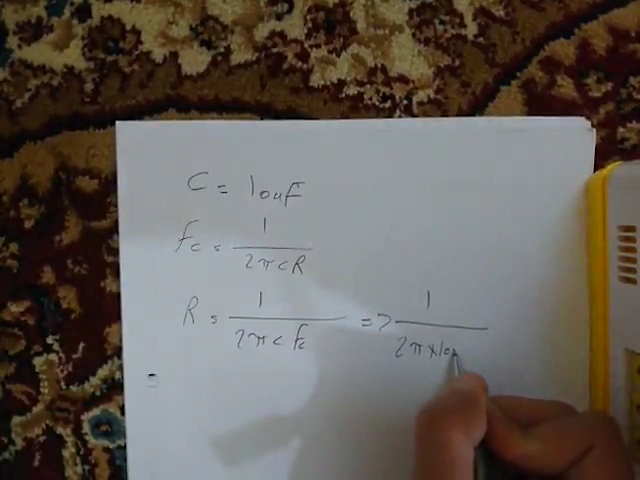 C = 10uF
Fc = 1 / 2πCR
R = 1 / 2πCFc => 1 / 2π×10